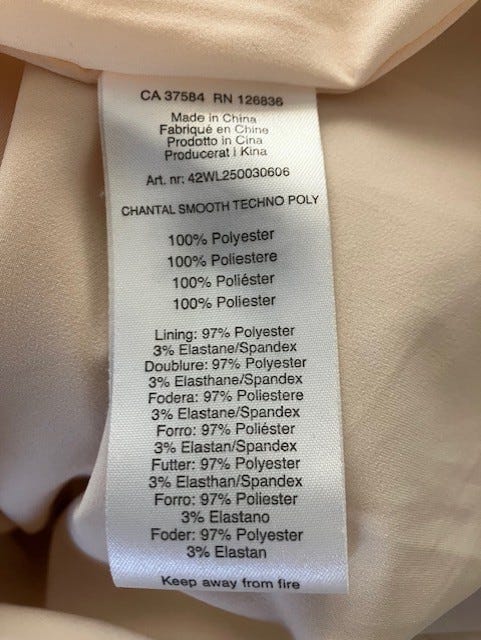 CA 37584 RN 126836
Made in China
Fabriqué en Chine
Prodotto in Cina
Producerat i Kina
Art. nr: 42WL250030606
CHANTAL SMOOTH TECHNO POLY
100% Polyester
100% Poliestere
100% Poliéster
100% Poliester
Lining: 97% Polyester
3% Elastane/Spandex
Doublure: 97% Polyester
3% Elasthane/Spandex
Fodera: 97% Poliestere
3% Elastane/Spandex
Forro: 97% Poliéster
3% Elastan/Spandex
Futter: 97% Polyester
3% Elasthan/Spandex
Forro: 97% Poliester
3% Elastano
Foder: 97% Polyester
3% Elastan
Keep away from fire